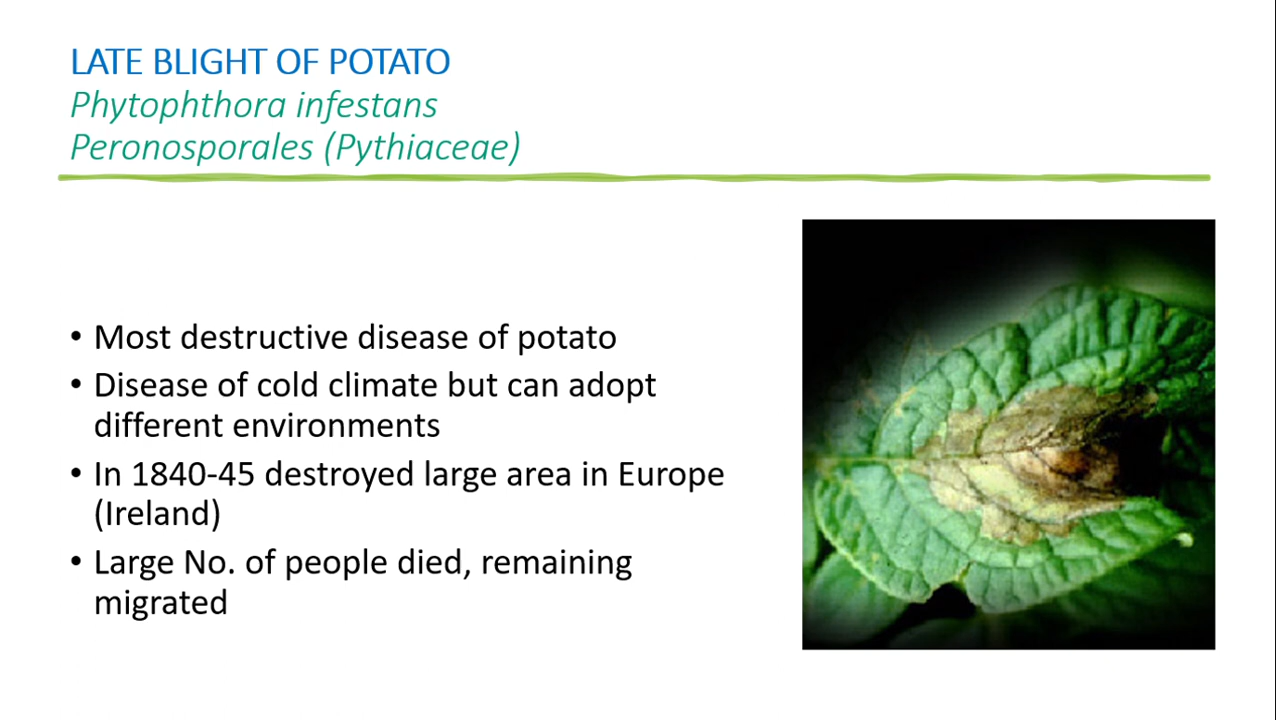 LATE BLIGHT OF POTATO
Phytophthora infestans
Peronosporales (Pythiaceae)
• Most destructive disease of potato
• Disease of cold climate but can adopt
different environments
• In 1840-45 destroyed large area in Europe
(Ireland)
• Large No. of people died, remaining
migrated